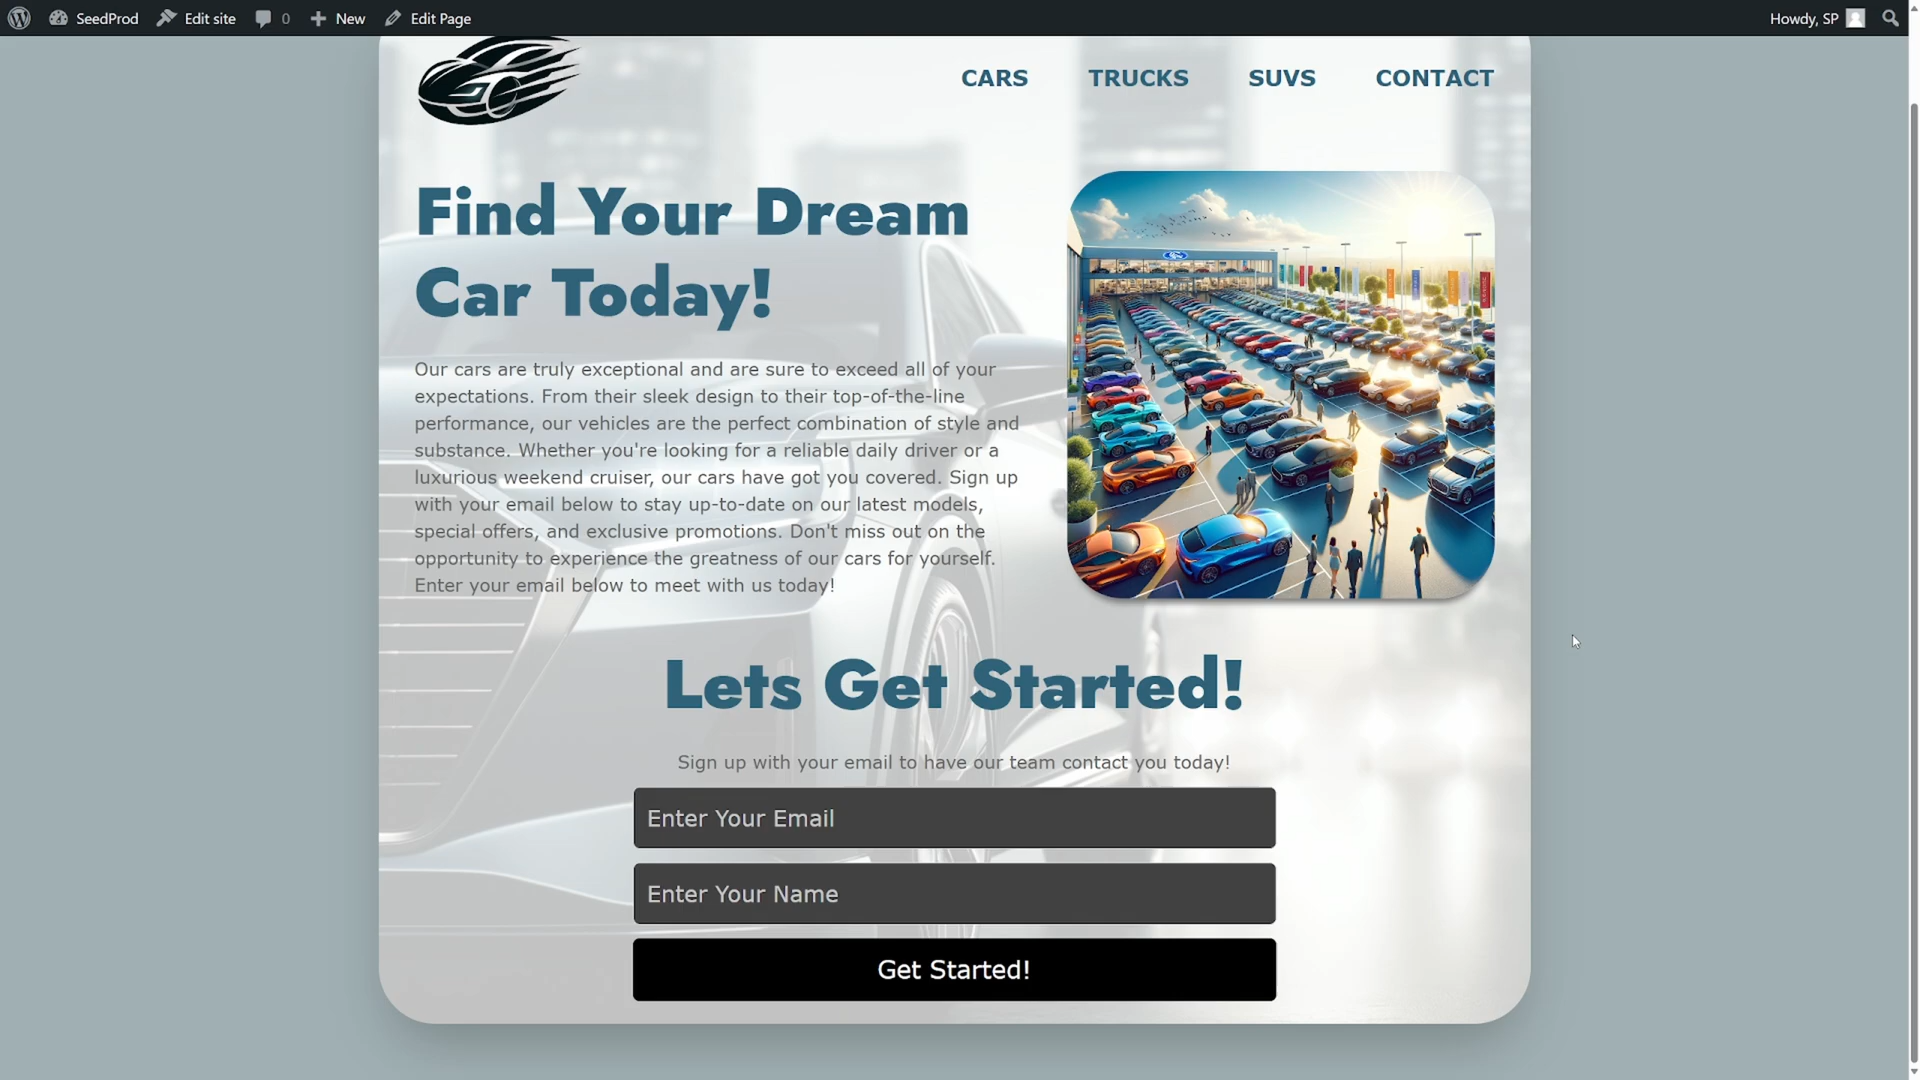 SeedProd Edit site 0 New Edit Page Howdy, SP
CARS TRUCKS SUVS CONTACT
Find Your Dream
Car Today!
Our cars are truly exceptional and are sure to exceed all of your
expectations. From their sleek design to their top-of-the-line
performance, our vehicles are the perfect combination of style and
substance. Whether you're looking for a reliable daily driver or a
luxurious weekend cruiser, our cars have got you covered. Sign up
with your email below to stay up-to-date on our latest models,
special offers, and exclusive promotions. Don't miss out on the
opportunity to experience the greatness of our cars for yourself.
Enter your email below to meet with us today!
Lets Get Started!
Sign up with your email to have our team contact you today!
Enter Your Email
Enter Your Name
Get Started!